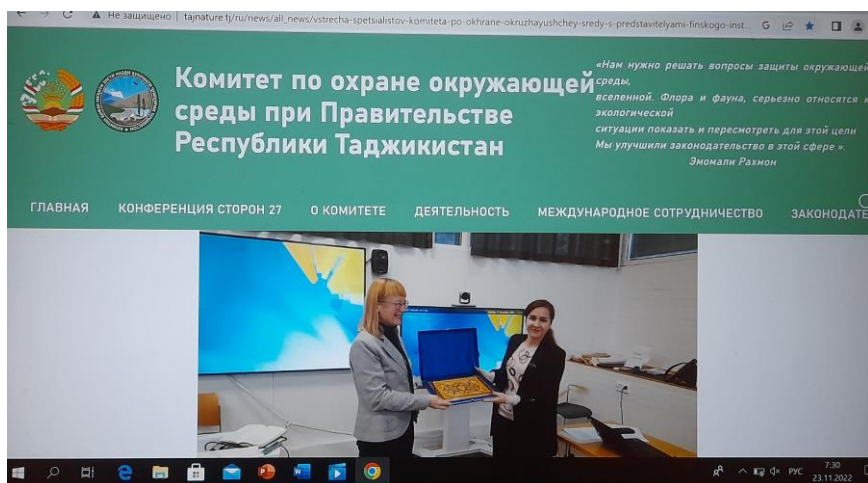 Не защищено | tajnature.tj/ru/news/all_news/vstrecha-spetsialistov-komiteta-po-okhrane-okruzhayushchey-sredy-s-predstavitelyami-finskogo-inst...
Комитет по охране окружающей
среды при Правительстве
Республики Таджикистан
«Нам нужно решать вопросы защиты окружающей
среды,
вселенной. Флора и фауна, серьезно относятся
экологической
ситуации показать и пересмотреть для этой цели
Мы улучшили законодательство в этой сфере ».
Эмомали Рахмон
ГЛАВНАЯ КОНФЕРЕНЦИЯ СТОРОН 27 О КОМИТЕТЕ ДЕЯТЕЛЬНОСТЬ МЕЖДУНАРОДНОЕ СОТРУДНИЧЕСТВО ЗАКОНОДАТЕ
РУС
7:30
23.11.2022